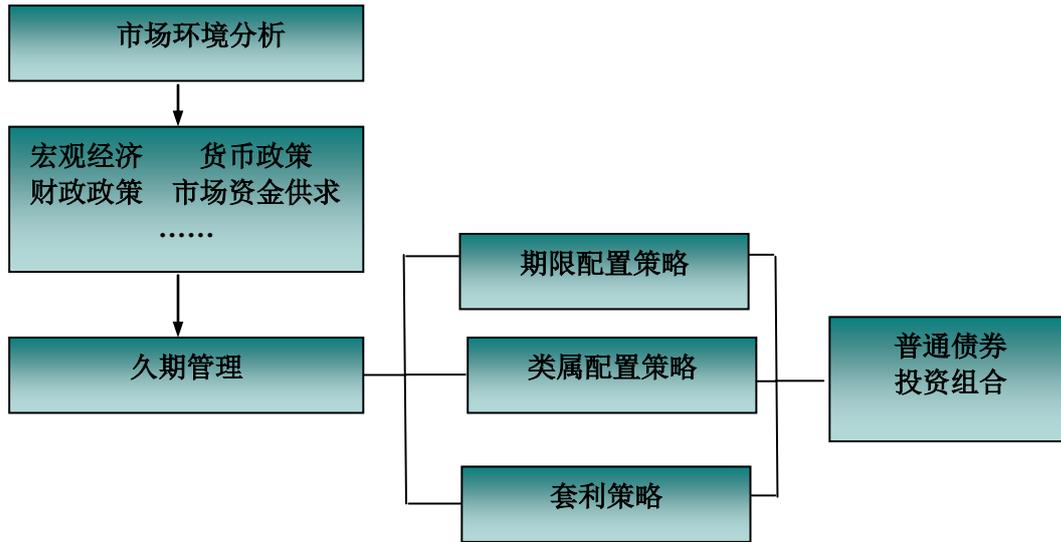 市场环境分析
宏观经济 货币政策
财政政策 市场资金供求
……
久期管理
期限配置策略
类属配置策略
套利策略
普通债券
投资组合